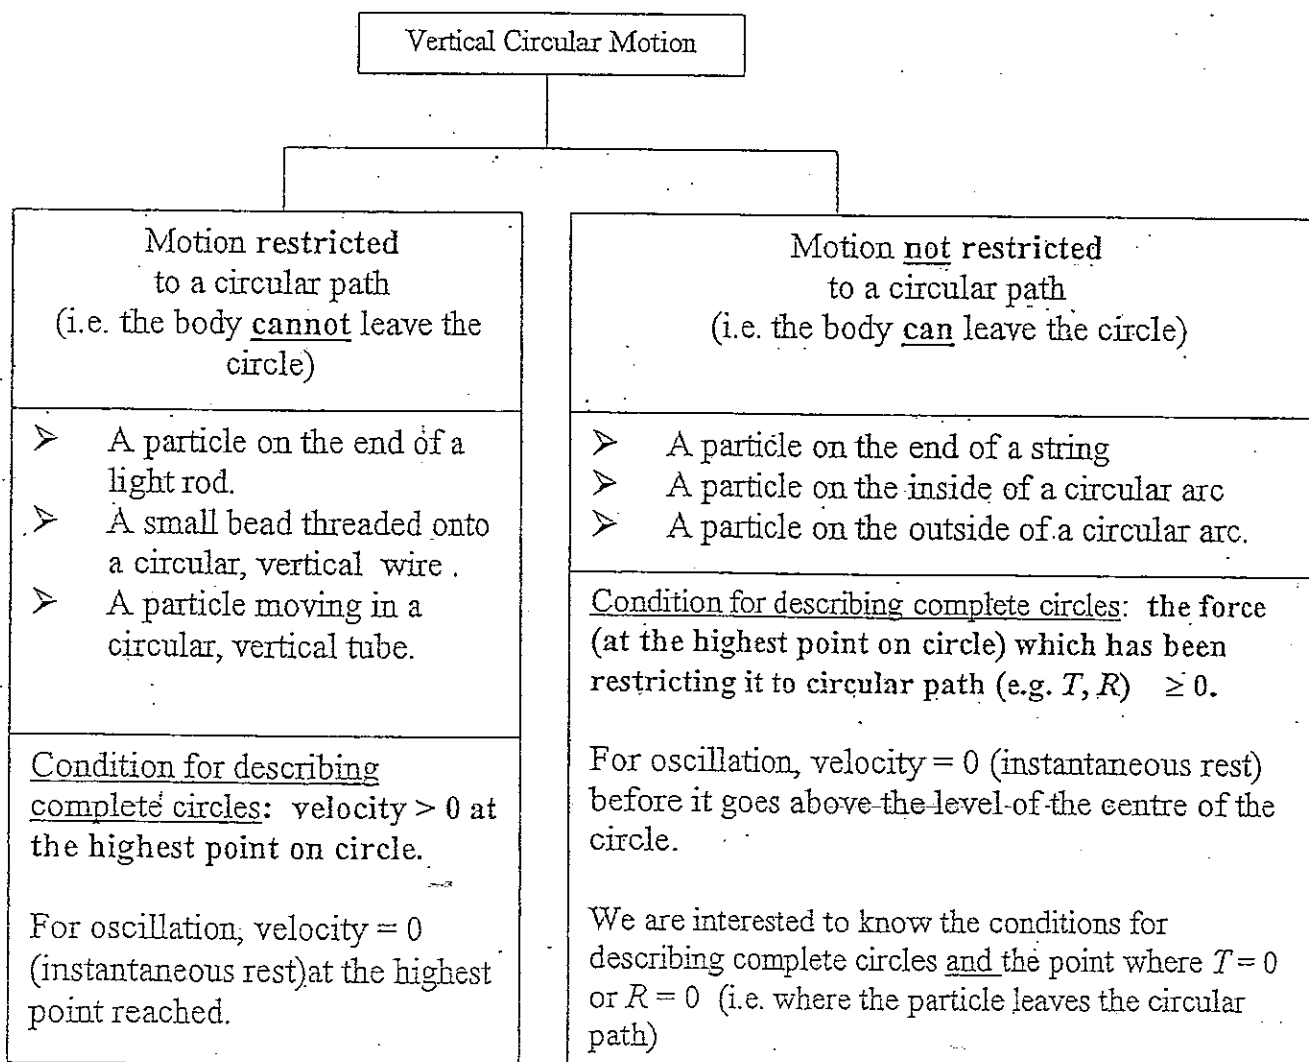 Vertical Circular Motion
Motion restricted
to a circular path
(i.e. the body cannot leave the
circle)
➢ A particle on the end of a
light rod.
➢ A small bead threaded onto
a circular, vertical wire .
➢ A particle moving in a
circular, vertical tube.
Condition for describing
complete circles: velocity > 0 at
the highest point on circle.
For oscillation, velocity = 0
(instantaneous rest) at the highest
point reached.
Motion not restricted
to a circular path
(i.e. the body can leave the circle)
➢ A particle on the end of a string
➢ A particle on the inside of a circular arc
➢ A particle on the outside of a circular arc.
Condition for describing complete circles: the force
(at the highest point on circle) which has been
restricting it to circular path (e.g. T, R) ≥ 0.
For oscillation, velocity = 0 (instantaneous rest)
before it goes above the level of the centre of the
circle.
We are interested to know the conditions for
describing complete circles and the point where T = 0
or R = 0 (i.e. where the particle leaves the circular
path)